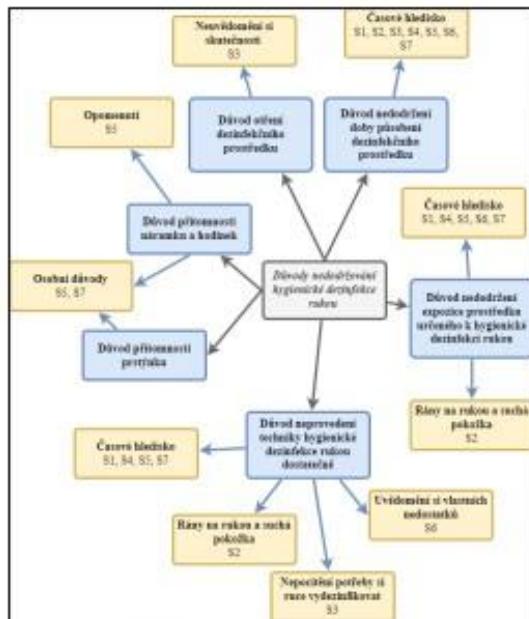 Neuvědomění si
skutečnosti
S3
Časové hledisko
S1, S2, S3, S4, S5, S6,
S7
Opomenutí
S5
Důvod otření
dezinfekčního
prostředku
Důvod nedodržení
doby působení
dezinfekčního
prostředku
Důvod přítomnosti
náramku a hodinek
Časové hledisko
S1, S4, S5, S6, S7
Osobní důvody
S5, S7
Důvody nedodržování
hygienické dezinfekce
rukou
Důvod nedodržení
expozice prostředku
určeného k hygienické
dezinfekci rukou
Důvod přítomnosti
prstýnku
Důvod neprovedení
techniky hygienické
dezinfekce rukou
dostatečně
Rány na rukou a suchá
pokožka
S2
Časové hledisko
S1, S4, S5, S7
Rány na rukou a suchá
pokožka
S2
Uvědomění si vlastních
nedostatků
S6
Nepocítění potřeby si
ruce vydezinfikovat
S3